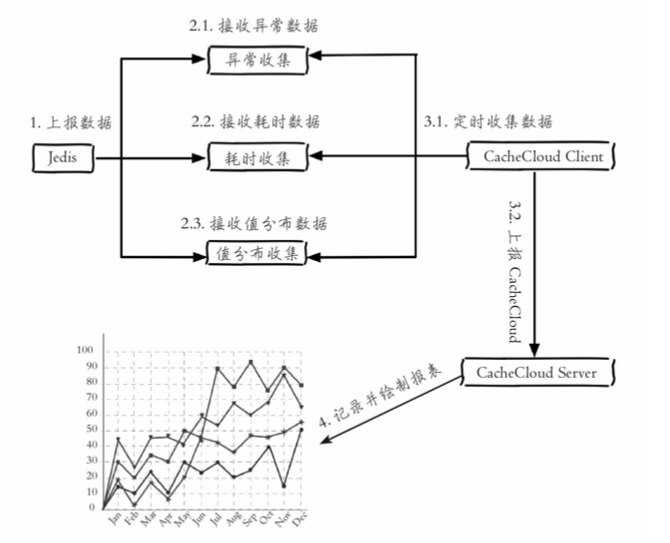 2.1. 接收异常数据
异常收集
1. 上报数据
2.2. 接收耗时数据
3.1. 定时收集数据
Jedis
耗时收集
CacheCloud Client
2.3. 接收值分布数据
值分布收集
3.2. 上报 CacheCloud
CacheCloud Server
4. 记录并绘制报表
100
90
80
70
60
50
40
30
20
10
0
Jan
Feb
Mar
Apr
May
Jun
Jul
Aug
Sep
Oct
Nov
Dec